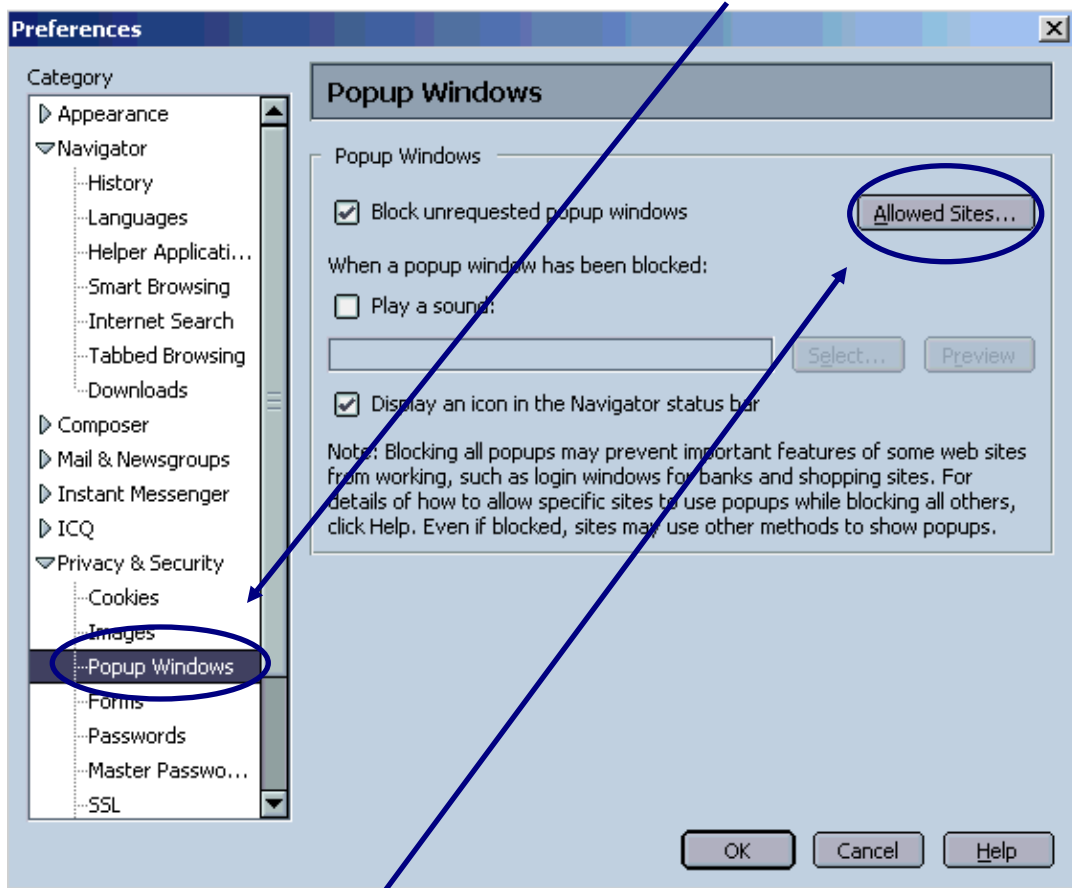 Preferences
Category
Appearance
Navigator
History
Languages
Helper Applicati...
Smart Browsing
Internet Search
Tabbed Browsing
Downloads
Composer
Mail & Newsgroups
Instant Messenger
ICQ
Privacy & Security
Cookies
Images
Popup Windows
Forms
Passwords
Master Passwo...
SSL
Popup Windows
Popup Windows
Block unrequested popup windows
Allowed Sites...
When a popup window has been blocked:
Play a sound:
Select... Preview
Display an icon in the Navigator status bar
Note: Blocking all popups may prevent important features of some web sites
from working, such as login windows for banks and shopping sites. For
details of how to allow specific sites to use popups while blocking all others,
click Help. Even if blocked, sites may use other methods to show popups.
OK Cancel Help